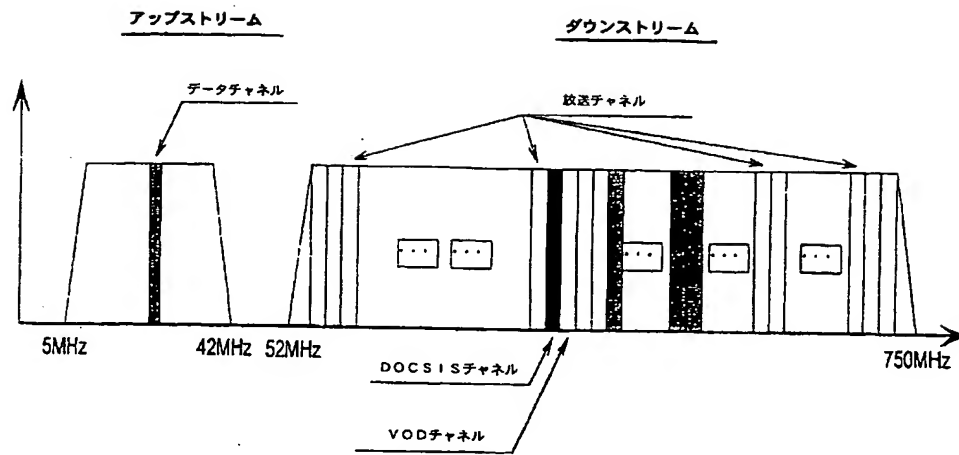 アップストリーム
ダウンストリーム
データチャネル
放送チャネル
... ...
... ... ...
5MHz 42MHz 52MHz 750MHz
DOCSISチャネル
VODチャネル